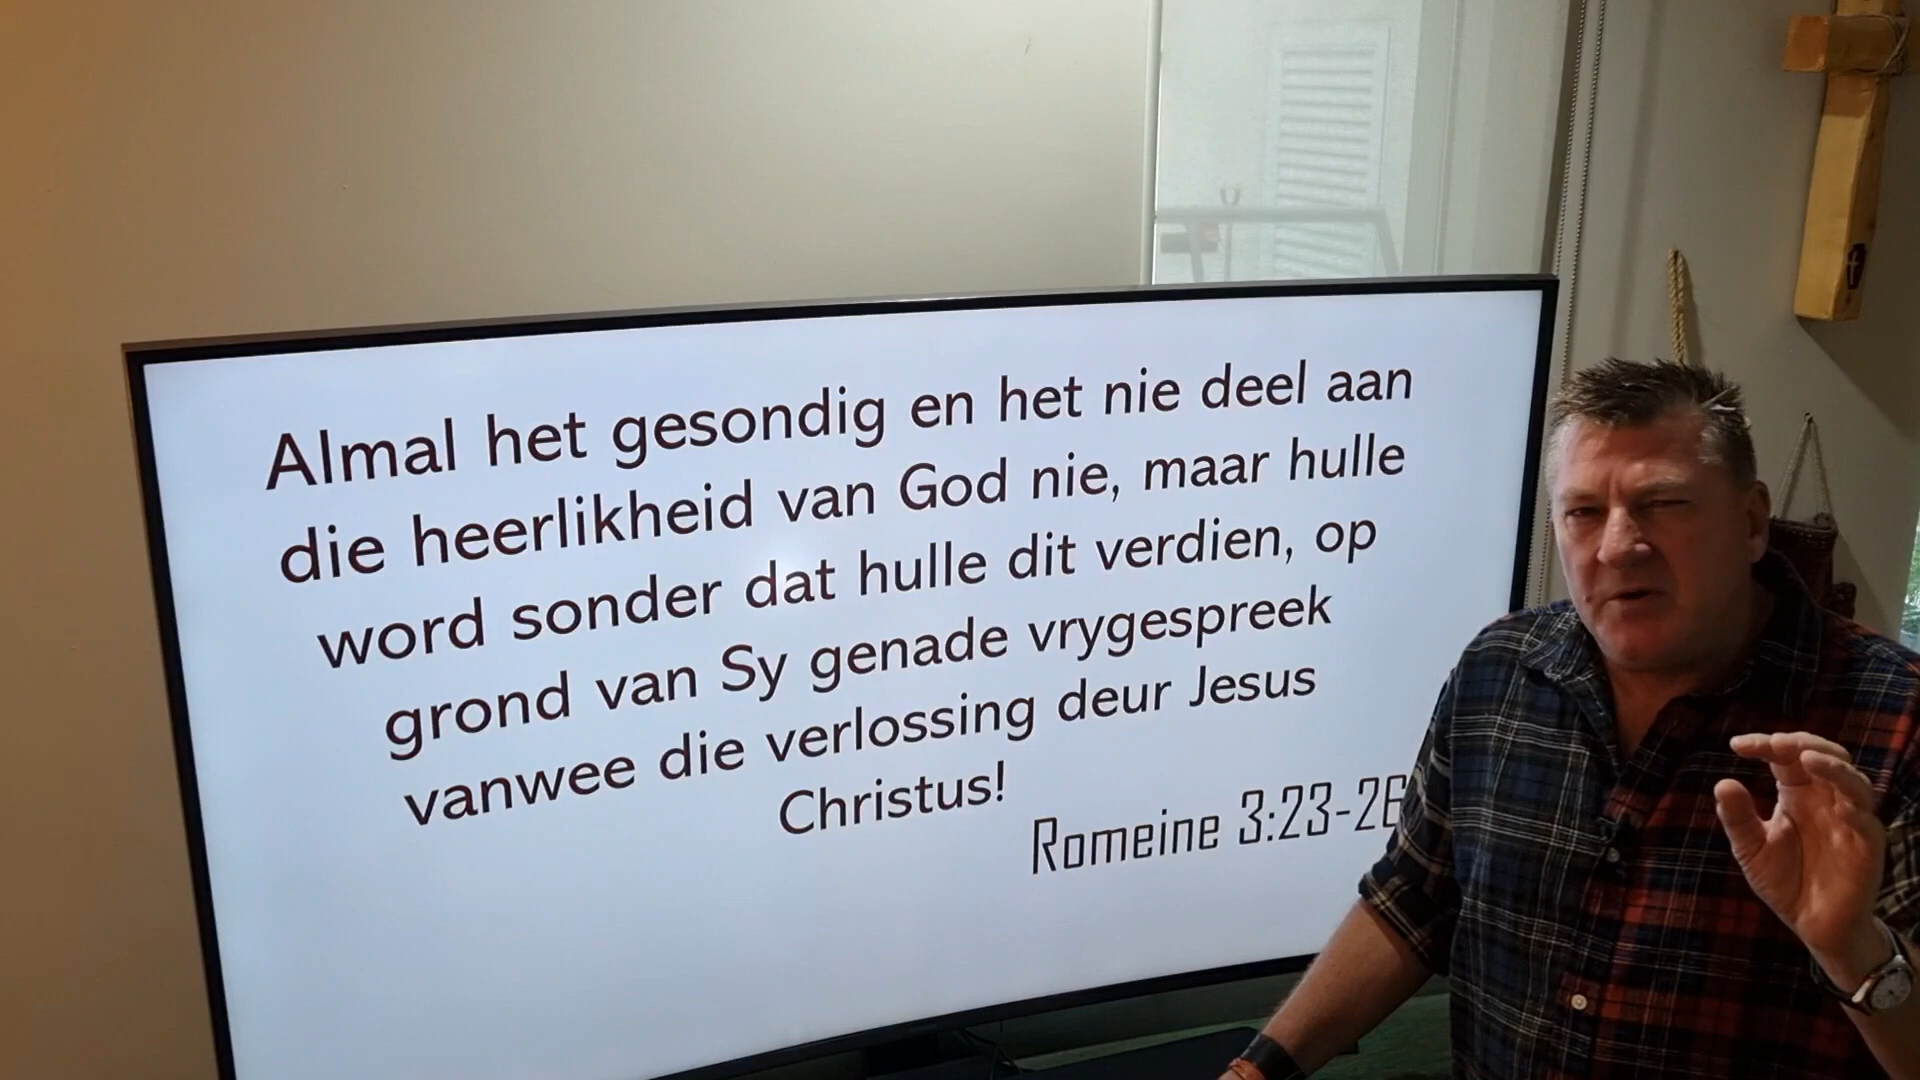 Almal het gesondig en het nie deel aan
die heerlikheid van God nie, maar hulle
word sonder dat hulle dit verdien, op
grond van Sy genade vrygespreek
vanweë die verlossing deur Jesus
Christus!
Romeine 3:23-26